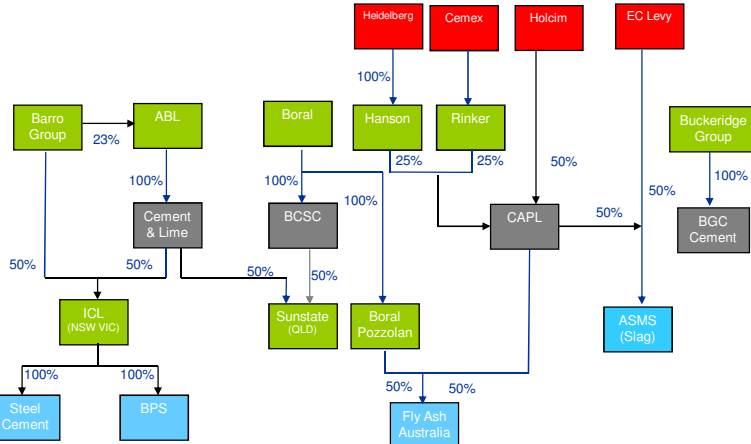 Heidelberg
Cemex
Holcim
EC Levy
100%
Barro
Group
23%
ABL
Boral
Hanson
Rinker
Buckeridge
Group
25%
25%
50%
100%
100%
100%
100%
50%
Cement
& Lime
BCSC
CAPL
50%
BGC
Cement
50%
50%
50%
50%
ICL
(NSW VIC)
Sunstate
(QLD)
Boral
Pozzolan
ASMS
(Slag)
100%
100%
50%
50%
Steel
Cement
BPS
Fly Ash
Australia